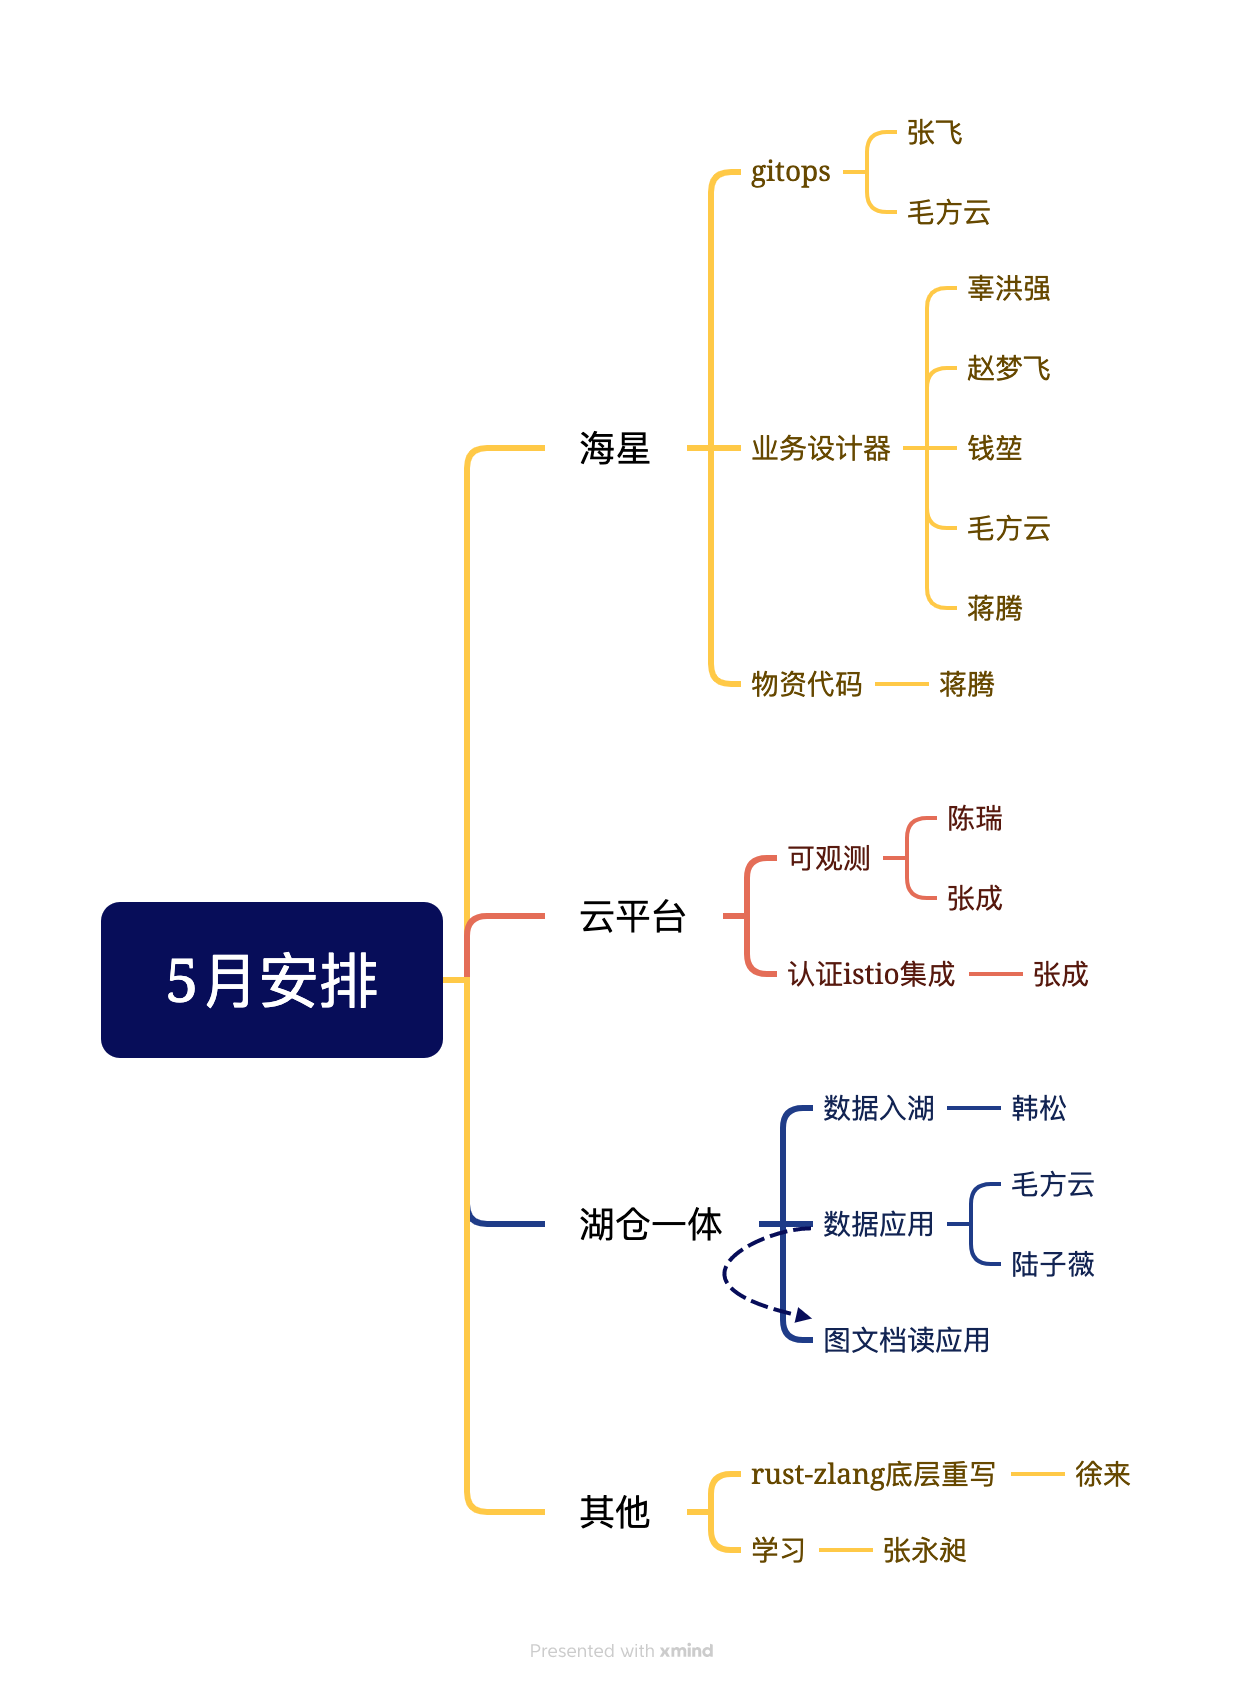 5月安排
海星
gitops
张飞
毛方云
业务设计器
辜洪强
赵梦飞
钱堃
毛方云
蒋腾
物资代码
蒋腾
云平台
可观测
陈瑞
张成
认证istio集成
张成
湖仓一体
数据入湖
韩松
数据应用
毛方云
陆子薇
图文档读应用
其他
rust-zlang底层重写
徐来
学习
张永昶
Presented with xmind